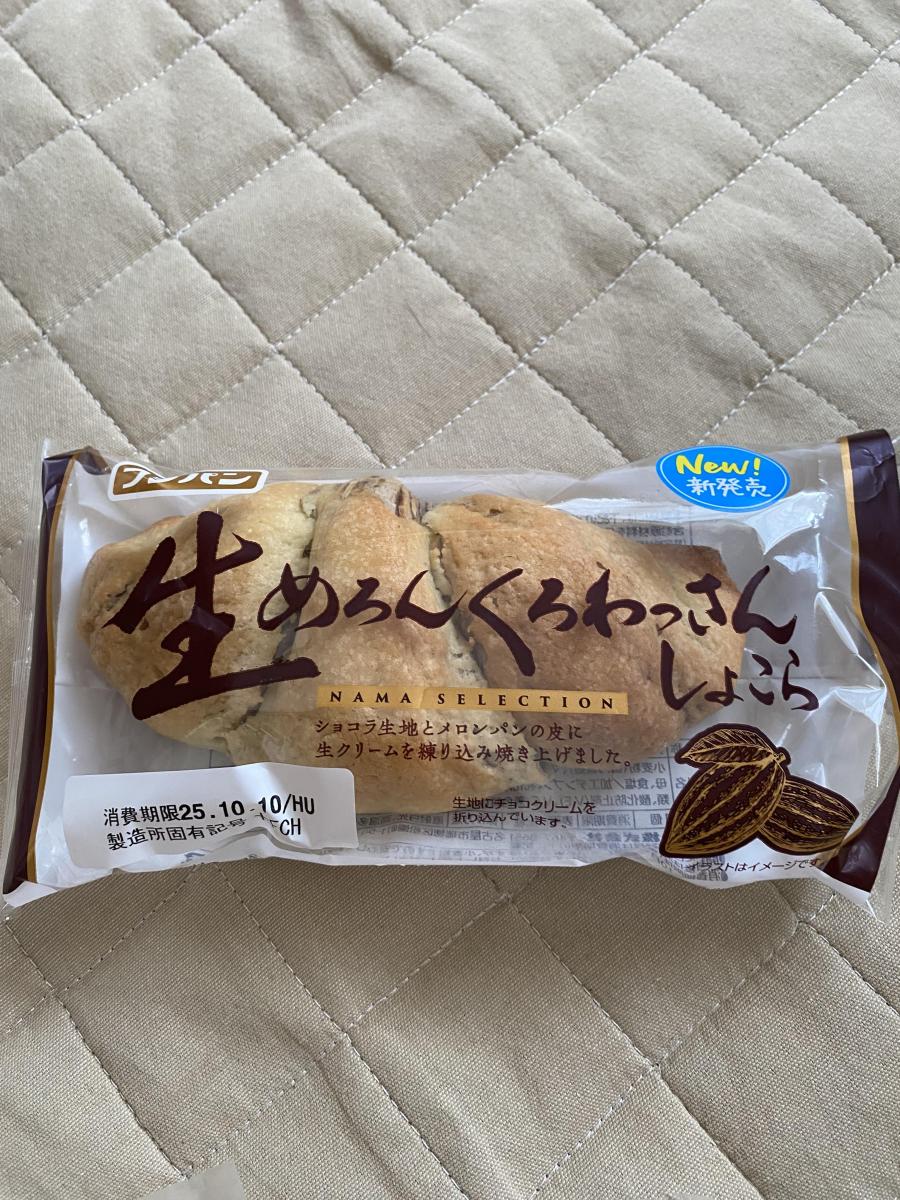 アンパン
New!
新発売
生めろんくろわっさん
しょこら
NAMA SELECTION
ショコラ生地とメロンパンの皮に
生クリームを練り込み焼き上げました。
生地にチョコクリームを
折り込んでいます。
消費期限25.10.10/HU
製造所固有記号 CH
イラストはイメージです